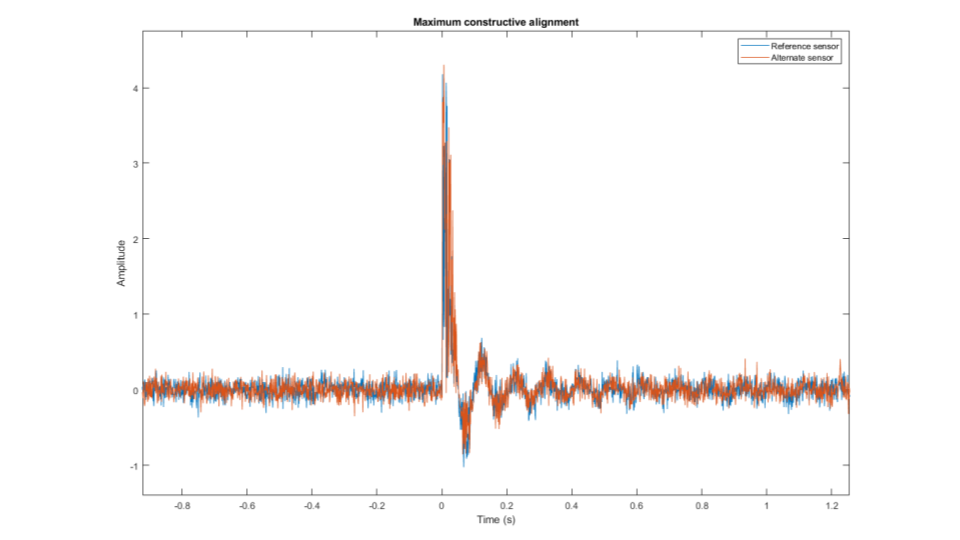 Maximum constructive alignment
Reference sensor
Alternate sensor
4
3
2
1
0
-1
Amplitude
-0.8 -0.6 -0.4 -0.2 0 0.2 0.4 0.6 0.8 1 1.2
Time (s)